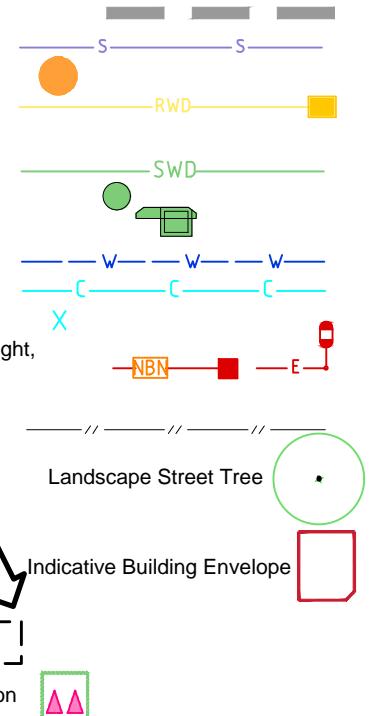 S S
RWD
SWD
W W W
C C C
X
ght,
NBN E
// // //
Landscape Street Tree
Indicative Building Envelope
on